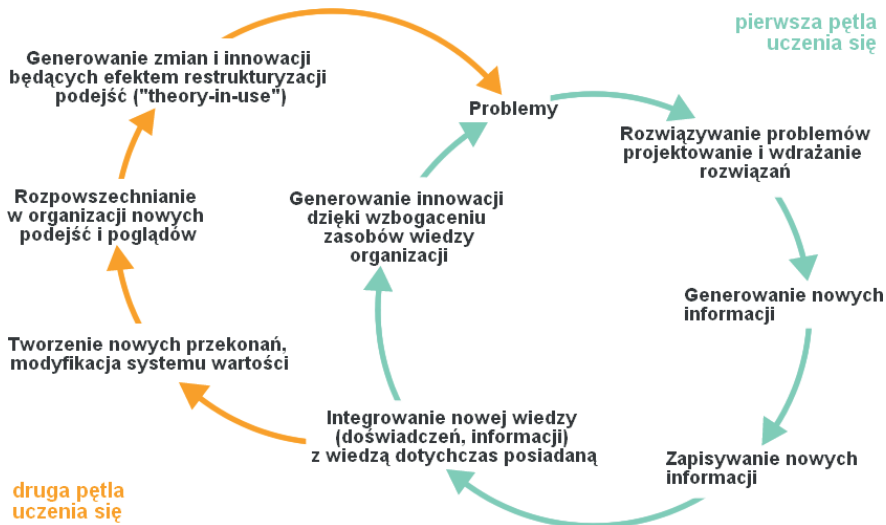 pierwsza pętla
uczenia się
Generowanie zmian i innowacji
będących efektem restrukturyzacji
podejść ("theory-in-use")
Problemy
Rozwiązywanie problemów
projektowanie i wdrażanie
rozwiązań
Rozpowszechnianie
w organizacji nowych
podejść i poglądów
Generowanie innowacji
dzięki wzbogaceniu
zasobów wiedzy
organizacji
Generowanie nowych
informacji
Tworzenie nowych przekonań,
modyfikacja systemu wartości
Integrowanie nowej wiedzy
(doświadczeń, informacji)
z wiedzą dotychczas posiadaną
Zapisywanie nowych
informacji
druga pętla
uczenia się